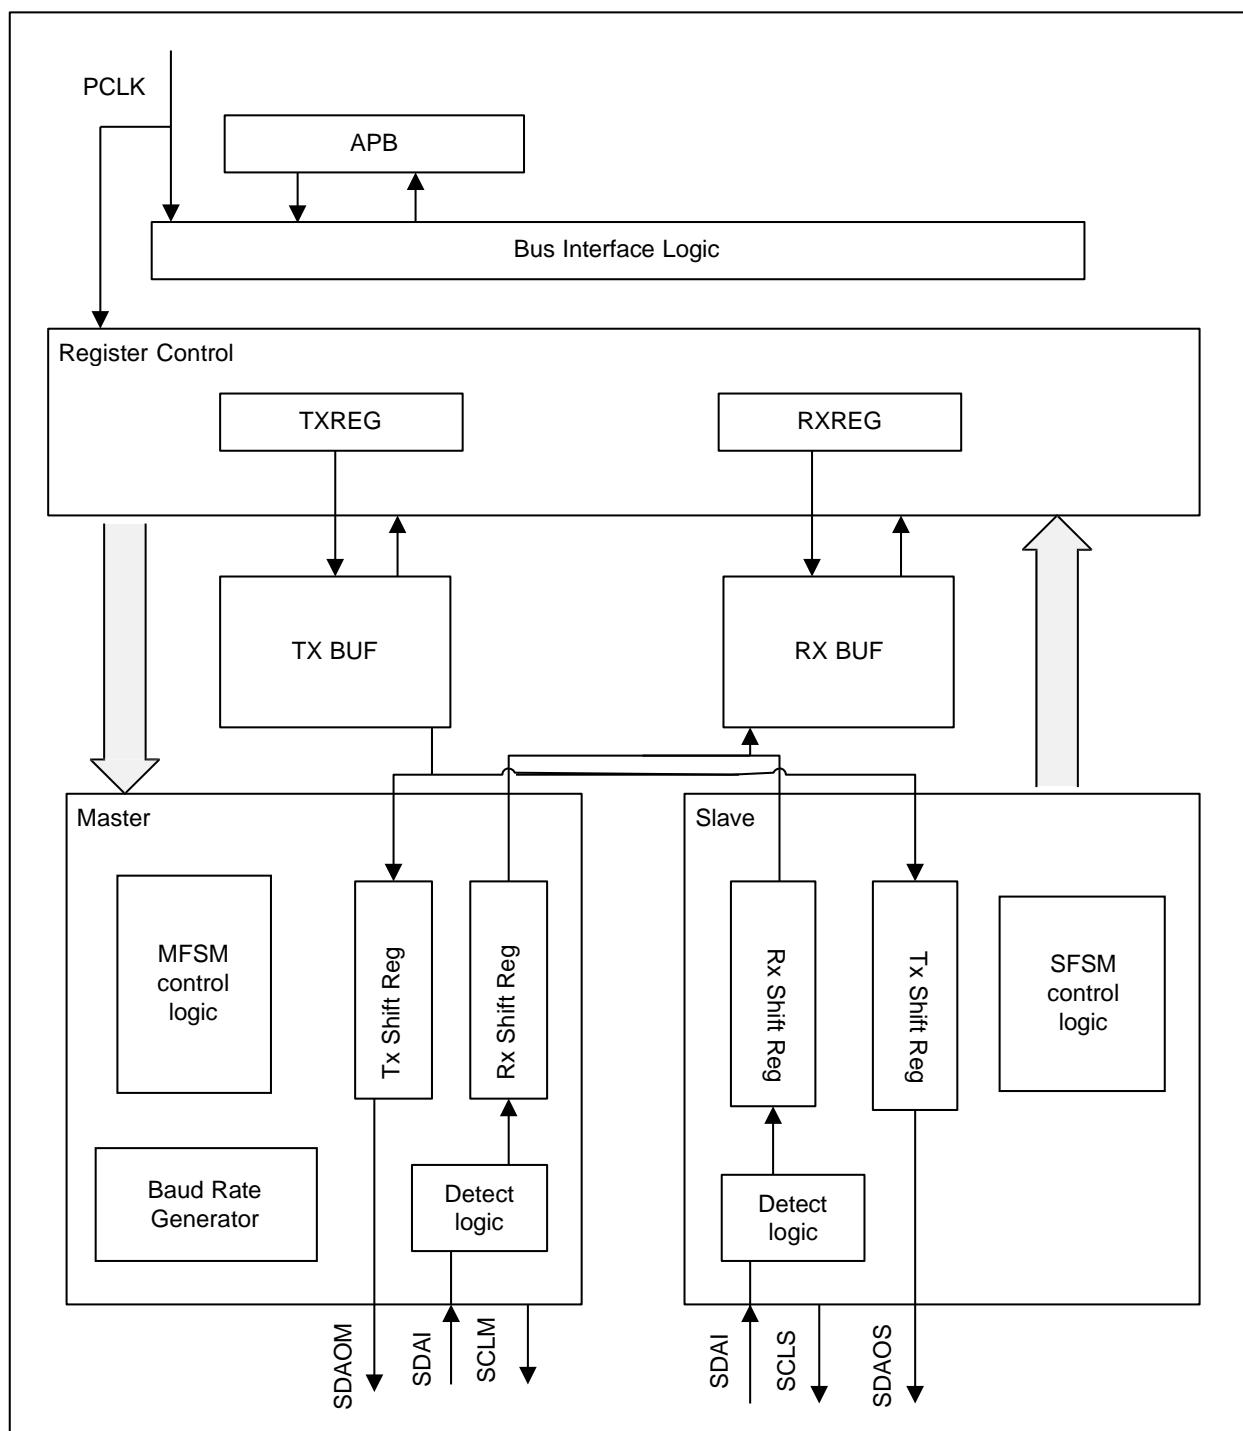 PCLK
APB
Bus Interface Logic
Register Control
TXREG
RXREG
TX BUF
RX BUF
Master
Slave
MFSM
control
logic
Tx Shift Reg
Rx Shift Reg
Rx Shift Reg
Tx Shift Reg
SFSM
control
logic
Baud Rate
Generator
Detect
logic
Detect
logic
SDAOM
SDAI
SCLM
SDAI
SCLS
SDAOS